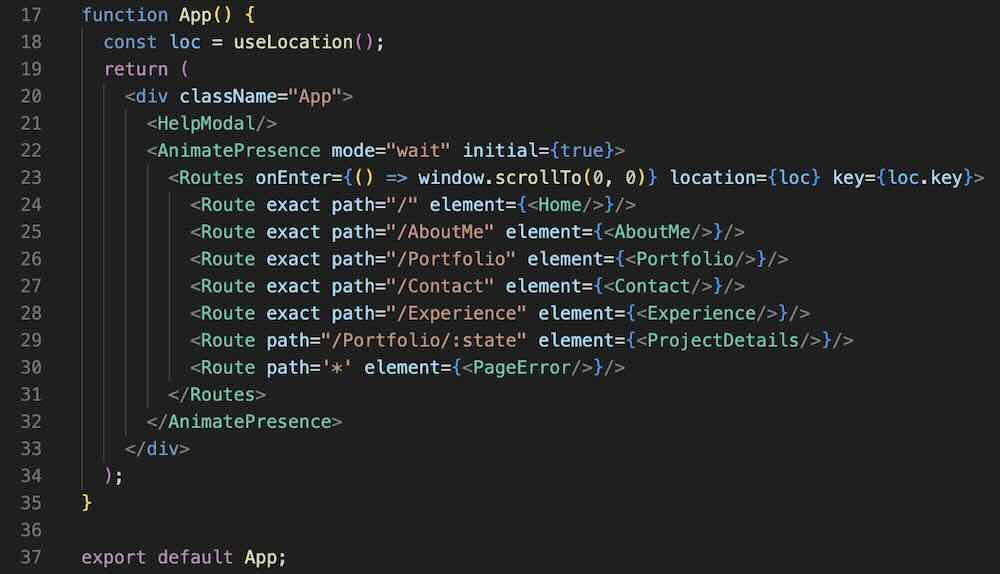 17 function App() {
18 const loc = useLocation();
19 return (
20 <div className="App">
21 <HelpModal/>
22 <AnimatePresence mode="wait" initial={true}>
23 <Routes onEnter={() => window.scrollTo(0, 0)} location={loc} key={loc.key}>
24 <Route exact path="/" element={<Home/>}/>
25 <Route exact path="/AboutMe" element={<AboutMe/>}/>
26 <Route exact path="/Portfolio" element={<Portfolio/>}/>
27 <Route exact path="/Contact" element={<Contact/>}/>
28 <Route exact path="/Experience" element={<Experience/>}/>
29 <Route path="/Portfolio/:state" element={<ProjectDetails/>}/>
30 <Route path='*' element={<PageError/>}/>
31 </Routes>
32 </AnimatePresence>
33 </div>
34 );
35 }
36
37 export default App;